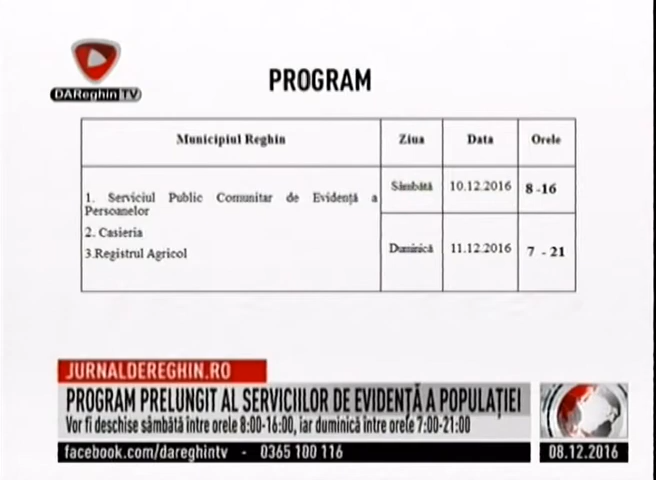 DAReghin TV
PROGRAM
Municipiul Reghin Ziua Data Orele
1. Serviciul Public Comunitar de Evidență a
Persoanelor
2. Casieria
3.Registrul Agricol
Sâmbătă 10.12.2016 8 -16
Duminică 11.12.2016 7 - 21
JURNALDEREGHIN.RO
PROGRAM PRELUNGIT AL SERVICIILOR DE EVIDENȚĂ A POPULAȚIEI
Vor fi deschise sâmbătă între orele 8:00-16:00, iar duminică între orele 7:00-21:00
facebook.com/dareghintv - 0365 100 116
08.12.2016